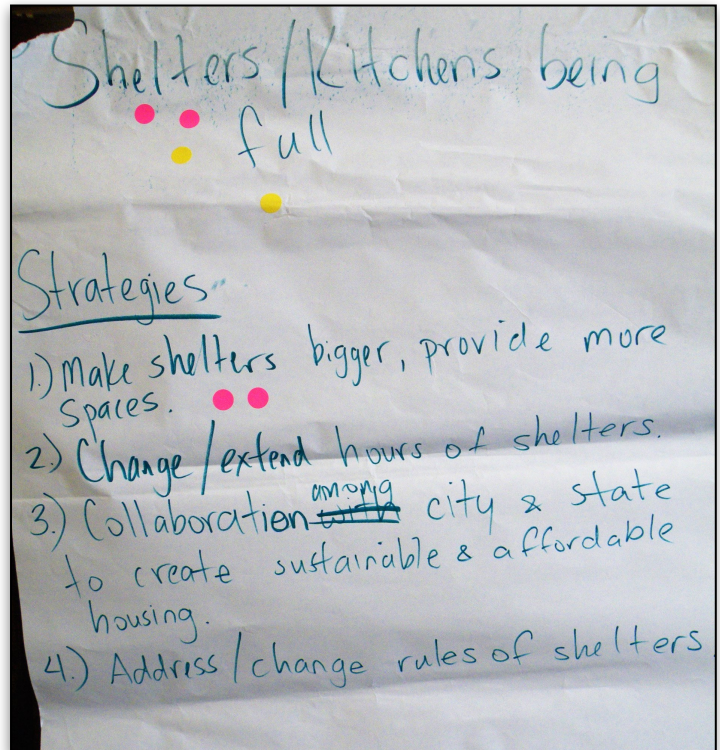 Shelters/Kitchens being
full
Strategies
1.) Make shelters bigger, provide more
spaces.
2.) Change/extend hours of shelters.
3.) Collaboration among city & state
to create sustainable & affordable
housing.
4.) Address/change rules of shelters